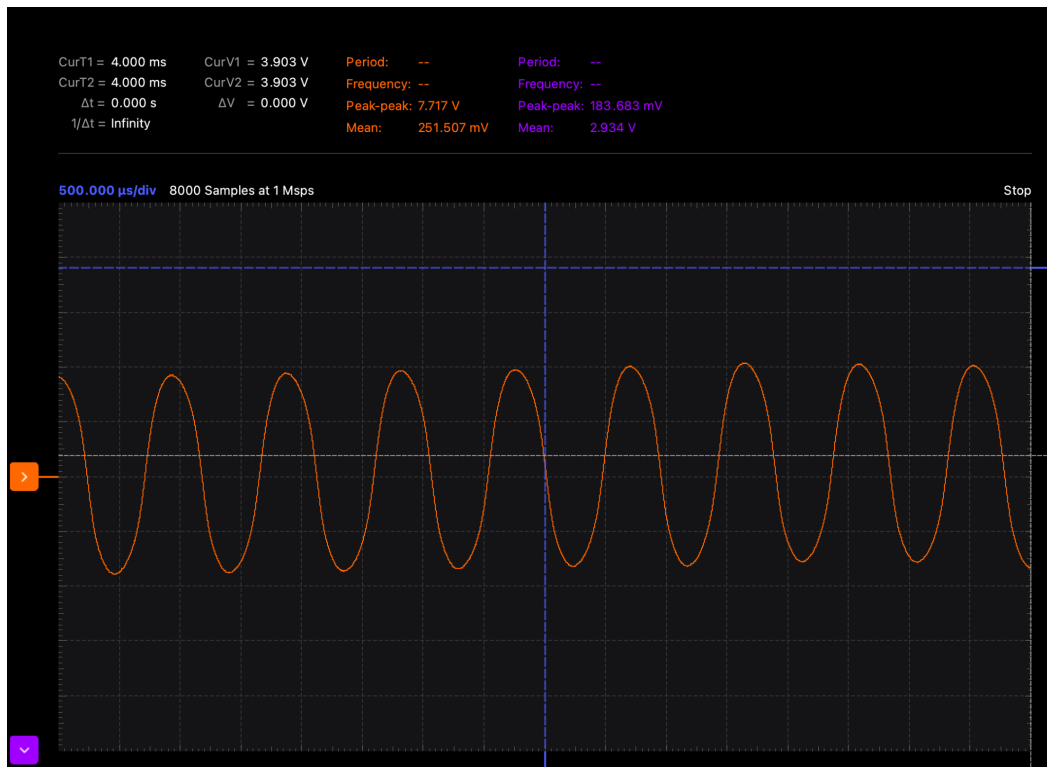 CurT1 = 4.000 ms CurV1 = 3.903 V Period: -- Period: --
CurT2 = 4.000 ms CurV2 = 3.903 V Frequency: -- Frequency: --
Δt = 0.000 s ΔV = 0.000 V Peak-peak: 7.717 V Peak-peak: 183.683 mV
1/Δt = Infinity Mean: 251.507 mV Mean: 2.934 V
500.000 µs/div 8000 Samples at 1 Msps Stop